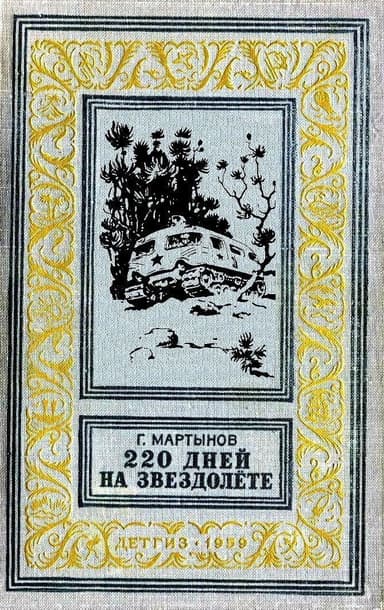 Г. МАРТЫНОВ
220 ДНЕЙ
НА ЗВЕЗДОЛЁТЕ
ДЕТГИЗ · 1959